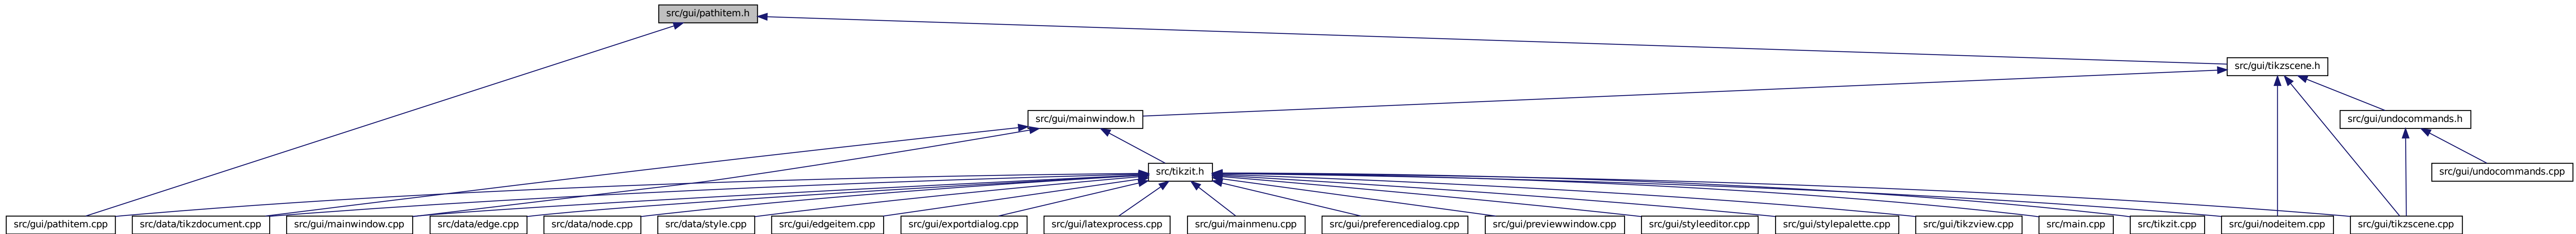 src/gui/pathitem.h
src/gui/tikzscene.h
src/gui/mainwindow.h
src/gui/undocommands.h
src/tikzit.h
src/gui/undocommands.cpp
src/gui/pathitem.cpp
src/data/tikzdocument.cpp
src/gui/mainwindow.cpp
src/data/edge.cpp
src/data/node.cpp
src/data/style.cpp
src/gui/edgeitem.cpp
src/gui/exportdialog.cpp
src/gui/latexprocess.cpp
src/gui/mainmenu.cpp
src/gui/preferencedialog.cpp
src/gui/previewwindow.cpp
src/gui/styleeditor.cpp
src/gui/stylepalette.cpp
src/gui/tikzview.cpp
src/main.cpp
src/tikzit.cpp
src/gui/nodeitem.cpp
src/gui/tikzscene.cpp